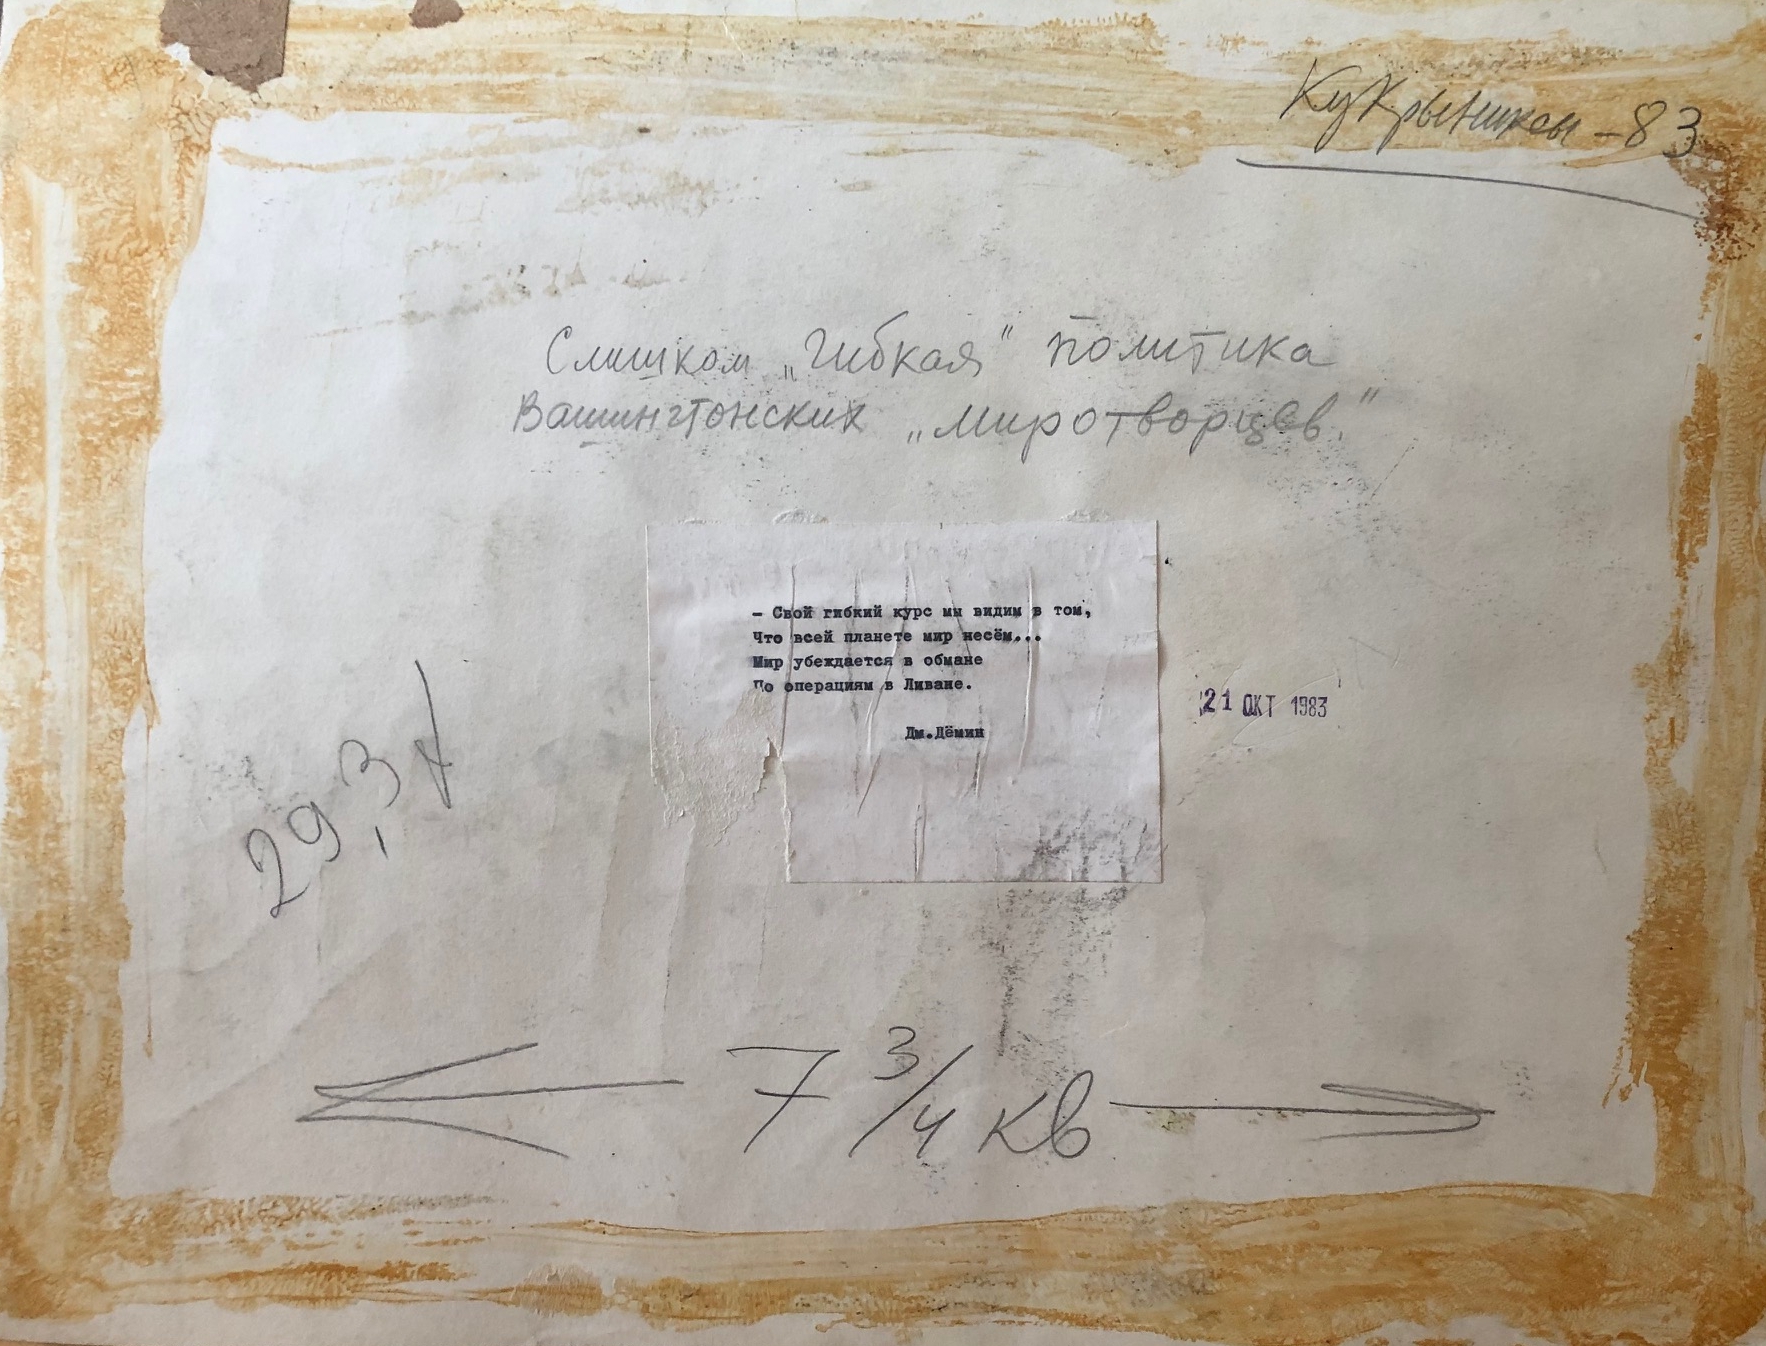 Кукрыниксы – 83
Слишком „гибкая" политика
Вашингтонских „миротворцев."
– Свой гибкий курс мы видим в том,
Что всей планете мир несём...
Мир убеждается в обмане
По операциям в Ливане.
Дм.Дёмин
21 ОКТ 1983
29,3
7 3/4 кв